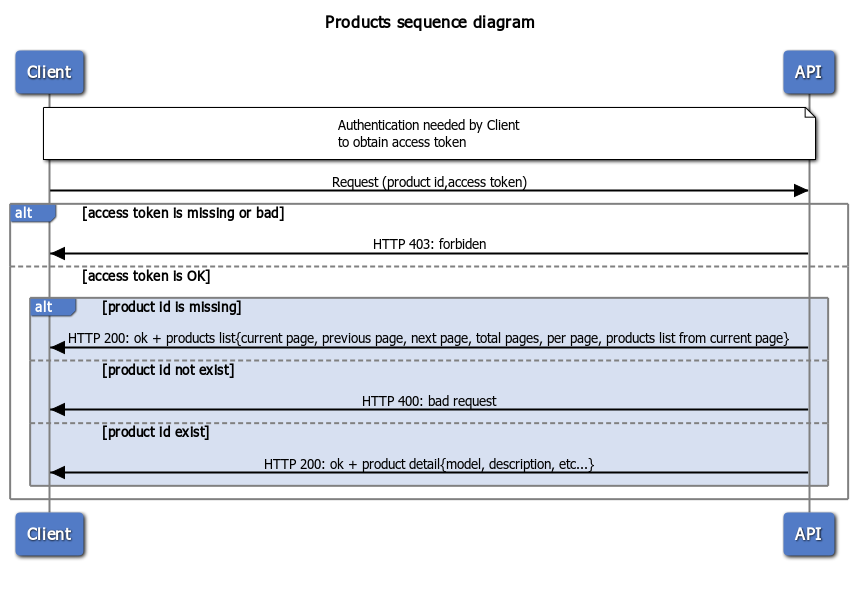 Products sequence diagram
Client
API
Authentication needed by Client
to obtain access token
Request (product id,access token)
alt
[access token is missing or bad]
HTTP 403: forbiden
[access token is OK]
alt
[product id is missing]
HTTP 200: ok + products list{current page, previous page, next page, total pages, per page, products list from current page}
[product id not exist]
HTTP 400: bad request
[product id exist]
HTTP 200: ok + product detail{model, description, etc...}
Client
API